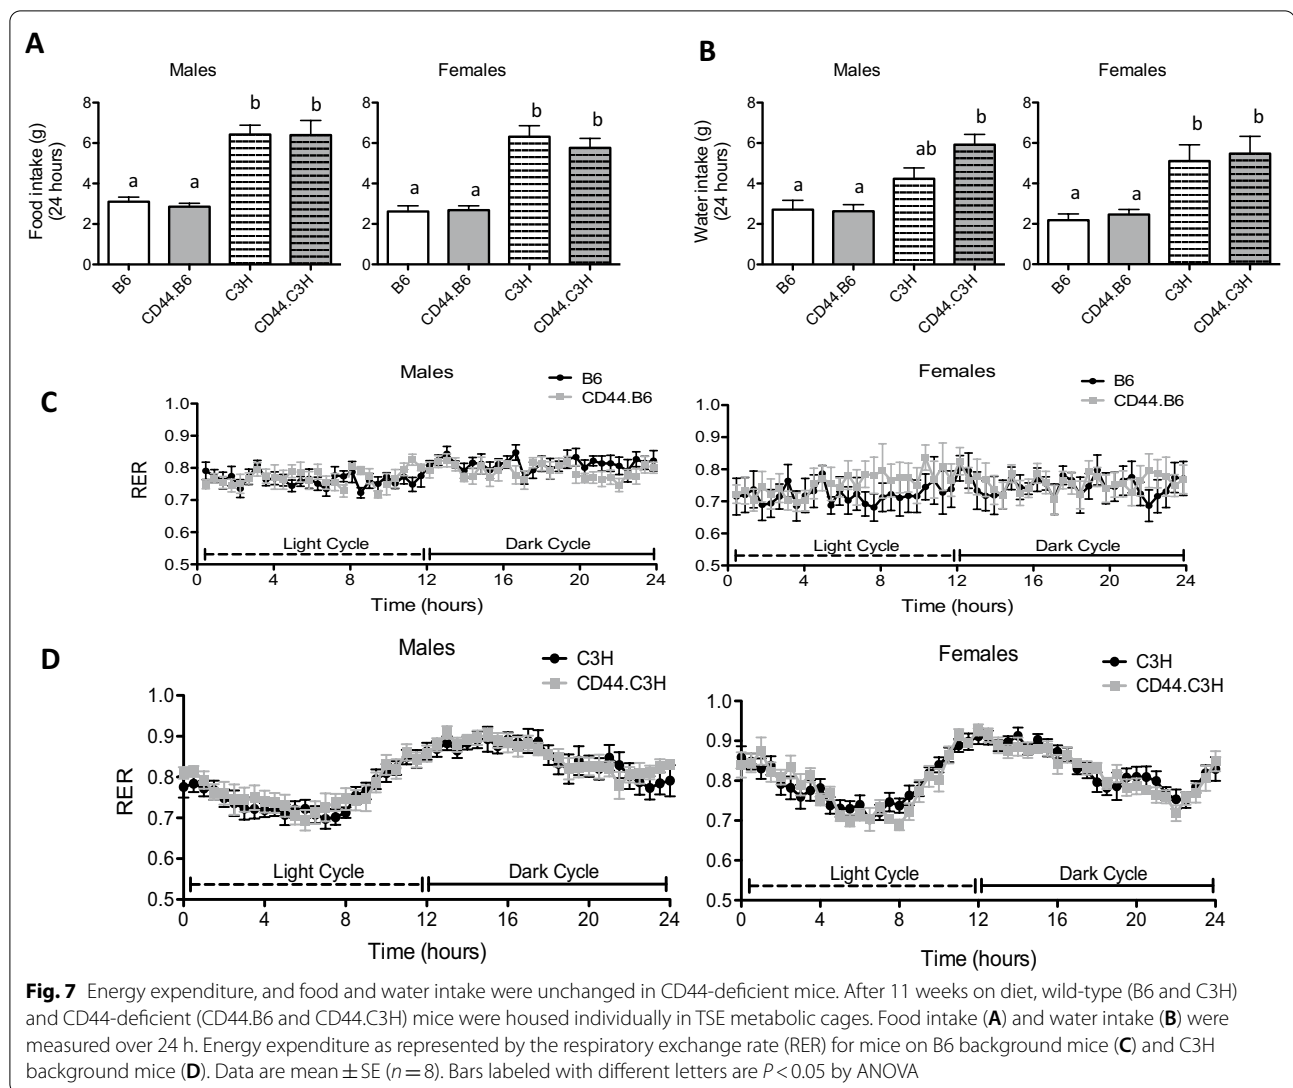 A
Males
Females
Food intake (g)
(24 hours)
8
6
4
2
0
a
a
b
b
B6
CD44.B6
C3H
CD44.C3H
8
6
4
2
0
a
a
b
b
B6
CD44.B6
C3H
CD44.C3H
B
Males
Females
Water intake (g)
(24 hours)
8
6
4
2
0
a
a
ab
b
B6
CD44.B6
C3H
CD44.C3H
8
6
4
2
0
a
a
b
b
B6
CD44.B6
C3H
CD44.C3H
C
Males
B6
CD44.B6
RER
1.0
0.9
0.8
0.7
0.6
0.5
Light Cycle
Dark Cycle
0 4 8 12 16 20 24
Time (hours)
Females
B6
CD44.B6
1.0
0.9
0.8
0.7
0.6
0.5
Light Cycle
Dark Cycle
0 4 8 12 16 20 24
Time (hours)
D
Males
C3H
CD44.C3H
RER
1.0
0.9
0.8
0.7
0.6
0.5
Light Cycle
Dark Cycle
0 4 8 12 16 20 24
Time (hours)
Females
C3H
CD44.C3H
1.0
0.9
0.8
0.7
0.6
0.5
Light Cycle
Dark Cycle
0 4 8 12 16 20 24
Time (hours)
Fig. 7 Energy expenditure, and food and water intake were unchanged in CD44-deficient mice. After 11 weeks on diet, wild-type (B6 and C3H)
and CD44-deficient (CD44.B6 and CD44.C3H) mice were housed individually in TSE metabolic cages. Food intake (A) and water intake (B) were
measured over 24 h. Energy expenditure as represented by the respiratory exchange rate (RER) for mice on B6 background mice (C) and C3H
background mice (D). Data are mean ± SE (n = 8). Bars labeled with different letters are P < 0.05 by ANOVA